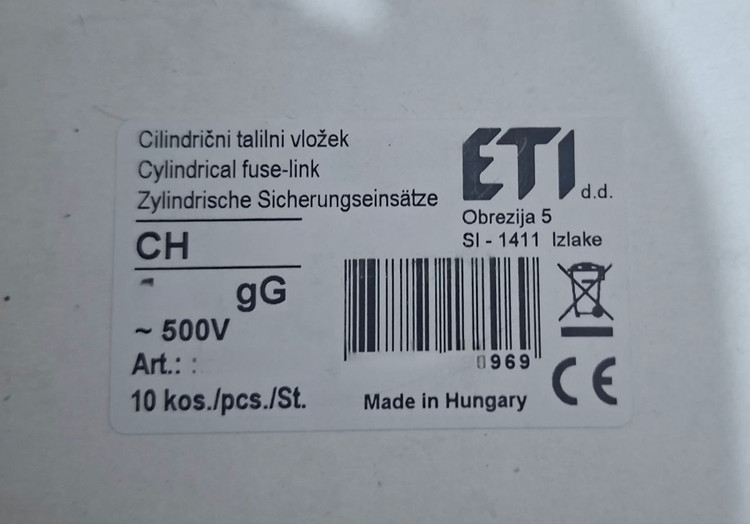 Cilindrični talilni vložek
Cylindrical fuse-link
Zylindrische Sicherungseinsätze
ETI d.d.
Obrezija 5
SI - 1411 Izlake
CH
gG
~ 500V
Art.: :
10 kos./pcs./St.
0969
Made in Hungary
CE